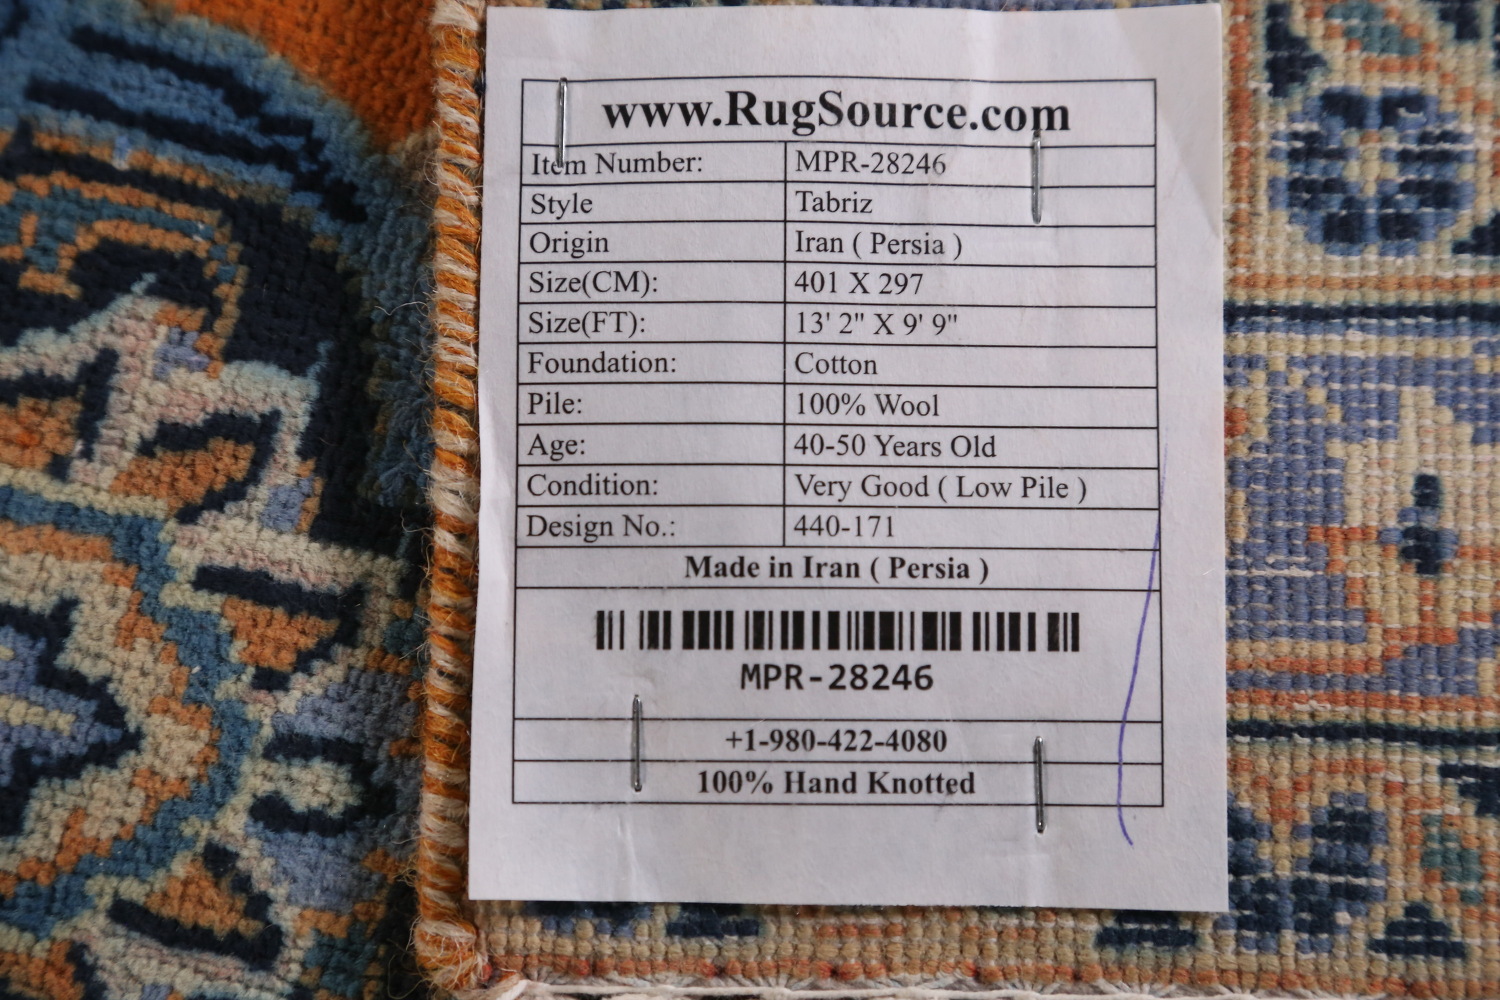 www.RugSource.com
Item Number: MPR-28246
Style Tabriz
Origin Iran ( Persia )
Size(CM): 401 X 297
Size(FT): 13' 2" X 9' 9"
Foundation: Cotton
Pile: 100% Wool
Age: 40-50 Years Old
Condition: Very Good ( Low Pile )
Design No.: 440-171
Made in Iran ( Persia )
MPR-28246
+1-980-422-4080
100% Hand Knotted